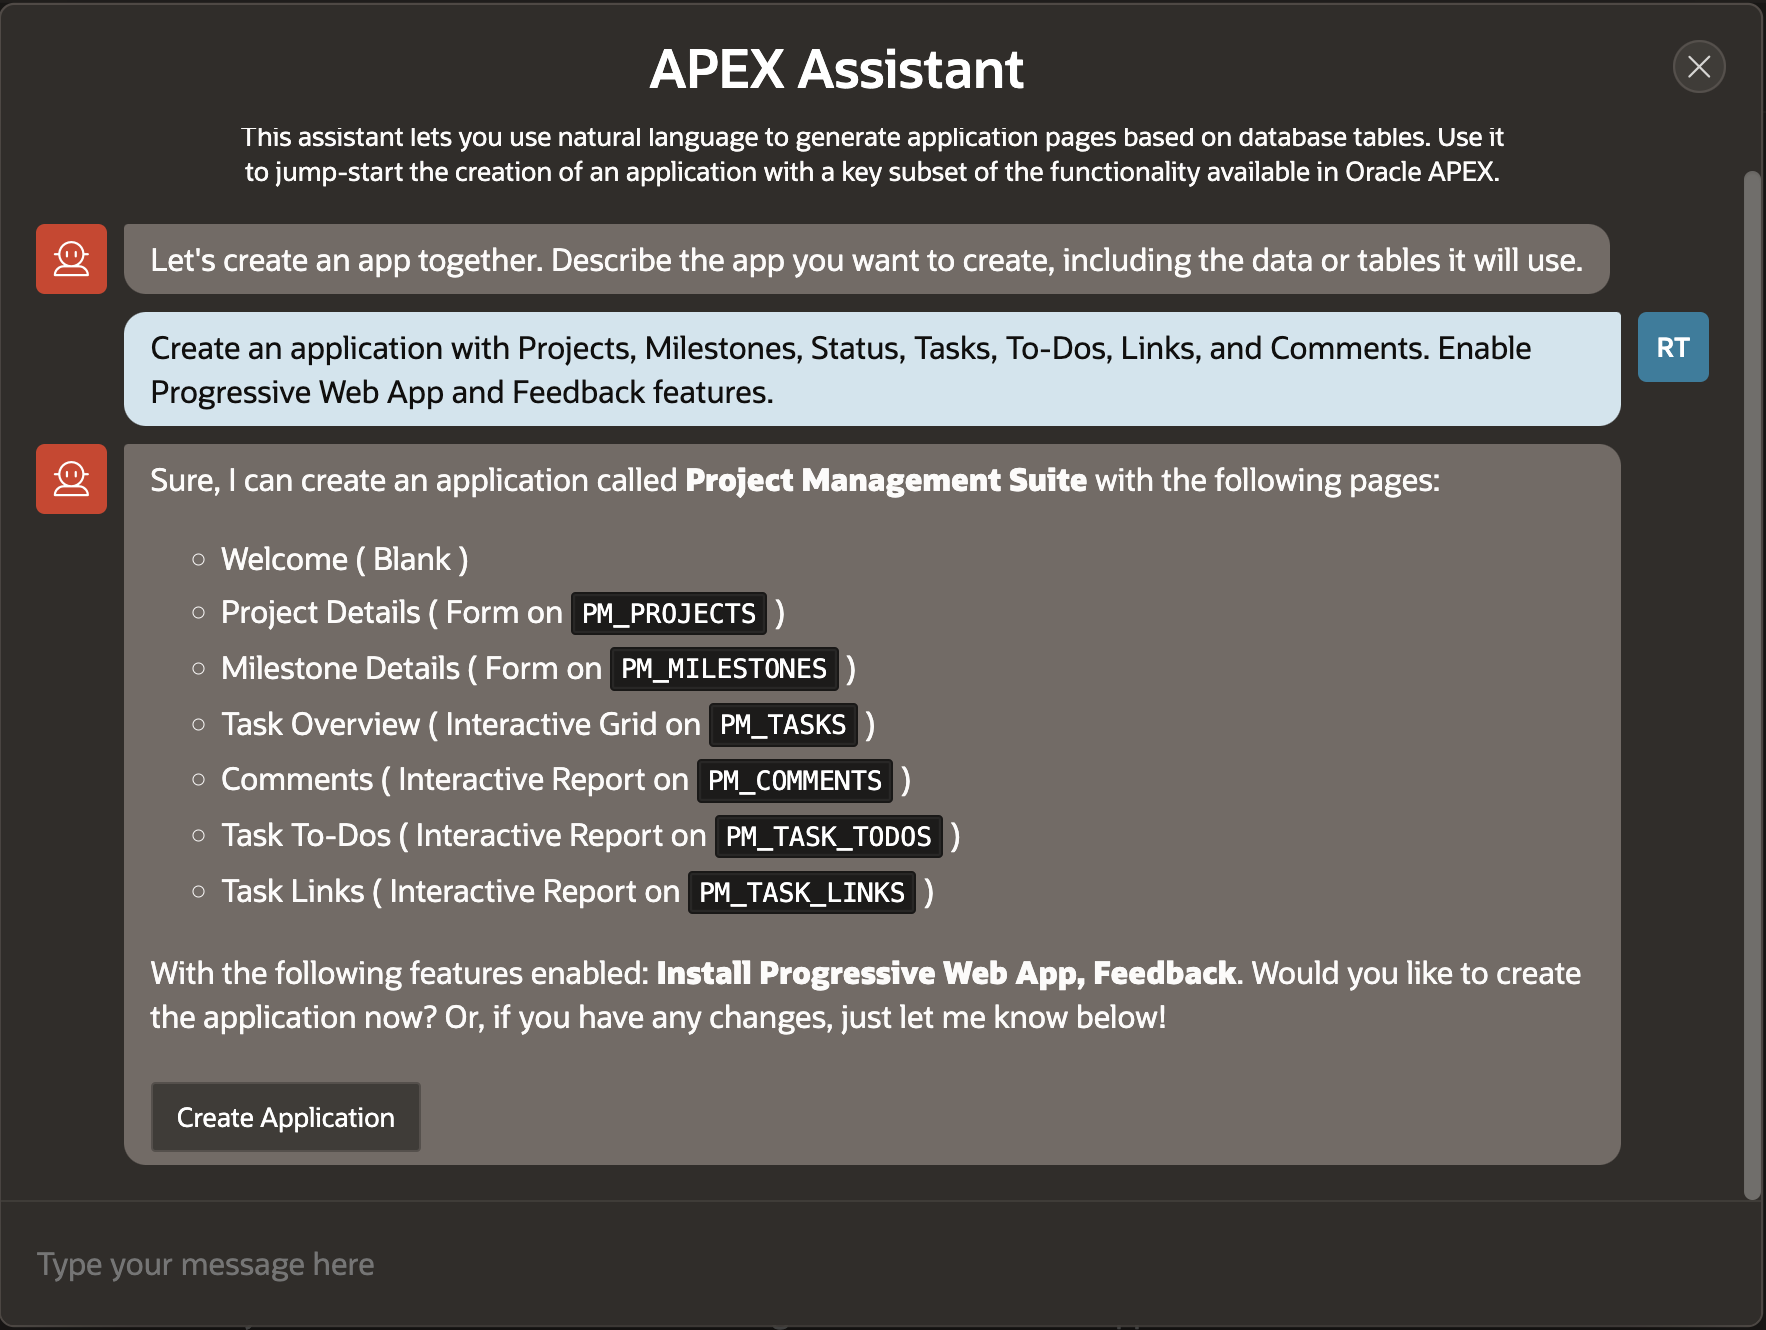 APEX Assistant
This assistant lets you use natural language to generate application pages based on database tables. Use it
to jump-start the creation of an application with a key subset of the functionality available in Oracle APEX.
Let's create an app together. Describe the app you want to create, including the data or tables it will use.
Create an application with Projects, Milestones, Status, Tasks, To-Dos, Links, and Comments. Enable
Progressive Web App and Feedback features.
RT
Sure, I can create an application called Project Management Suite with the following pages:
Welcome ( Blank )
Project Details ( Form on PM_PROJECTS )
Milestone Details ( Form on PM_MILESTONES )
Task Overview ( Interactive Grid on PM_TASKS )
Comments ( Interactive Report on PM_COMMENTS )
Task To-Dos ( Interactive Report on PM_TASK_TODOS )
Task Links ( Interactive Report on PM_TASK_LINKS )
With the following features enabled: Install Progressive Web App, Feedback. Would you like to create
the application now? Or, if you have any changes, just let me know below!
Create Application
Type your message here